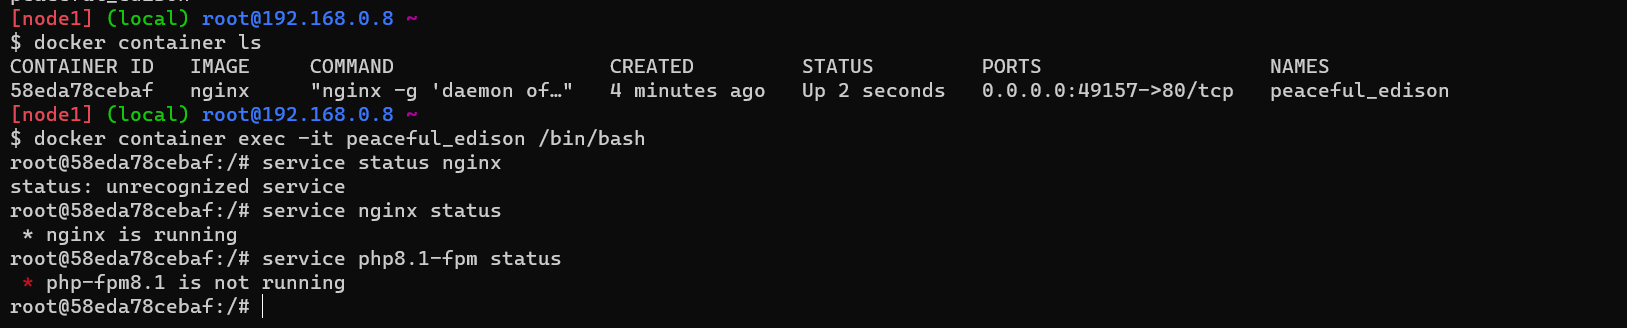 [node1] (local) root@192.168.0.8 ~
$ docker container ls
CONTAINER ID   IMAGE     COMMAND                  CREATED         STATUS         PORTS                   NAMES
58eda78cebaf   nginx     "nginx -g 'daemon of…"   4 minutes ago   Up 2 seconds   0.0.0.0:49157->80/tcp   peaceful_edison
[node1] (local) root@192.168.0.8 ~
$ docker container exec -it peaceful_edison /bin/bash
root@58eda78cebaf:/# service status nginx
status: unrecognized service
root@58eda78cebaf:/# service nginx status
 * nginx is running
root@58eda78cebaf:/# service php8.1-fpm status
 * php-fpm8.1 is not running
root@58eda78cebaf:/#